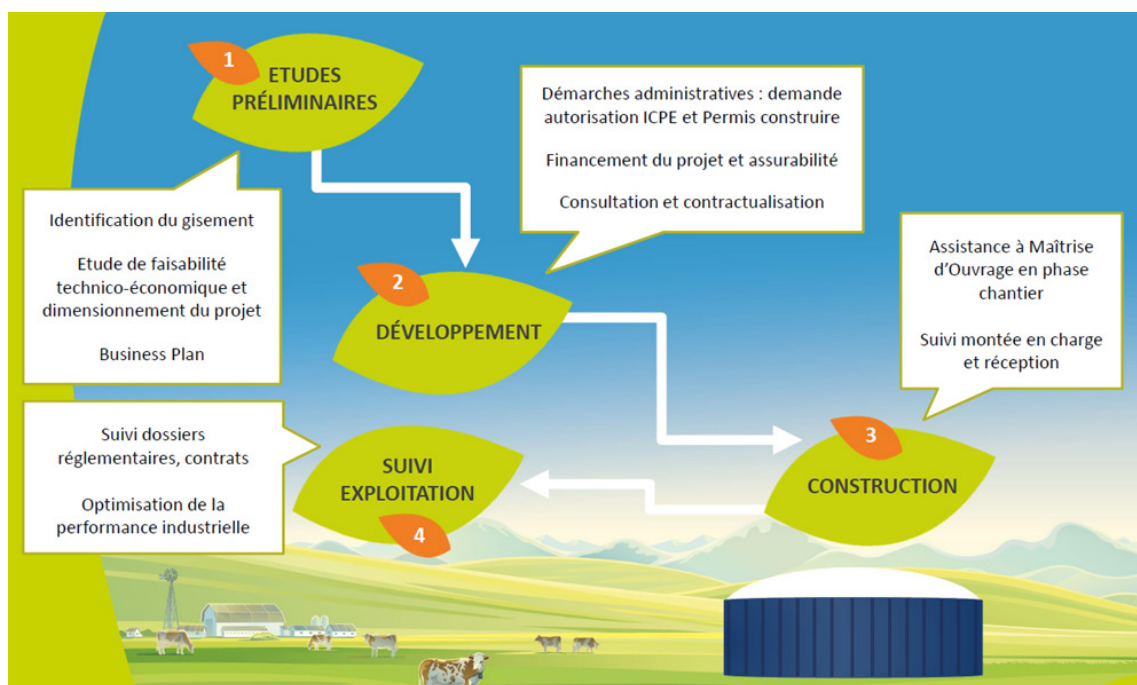 1
ETUDES
PRÉLIMINAIRES
Identification du gisement
Etude de faisabilité
technico-économique et
dimensionnement du projet
Business Plan
2
DÉVELOPPEMENT
Démarches administratives : demande
autorisation ICPE et Permis construire
Financement du projet et assurabilité
Consultation et contractualisation
3
CONSTRUCTION
Assistance à Maîtrise
d’Ouvrage en phase
chantier
Suivi montée en charge
et réception
SUIVI
EXPLOITATION
4
Suivi dossiers
réglementaires, contrats
Optimisation de la
performance industrielle